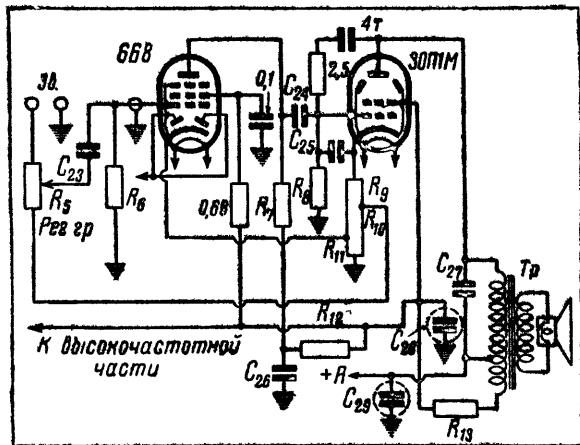 6Б8
4т
30П1М
Зв.
0,1
2,5
C24
C23
C25
R5
R6
R8
R9
Рег гр
0,6в
R7
R10
R11
C27
Тр
R12
C28
К высокочастотной
части
C26
+А
C29
R13